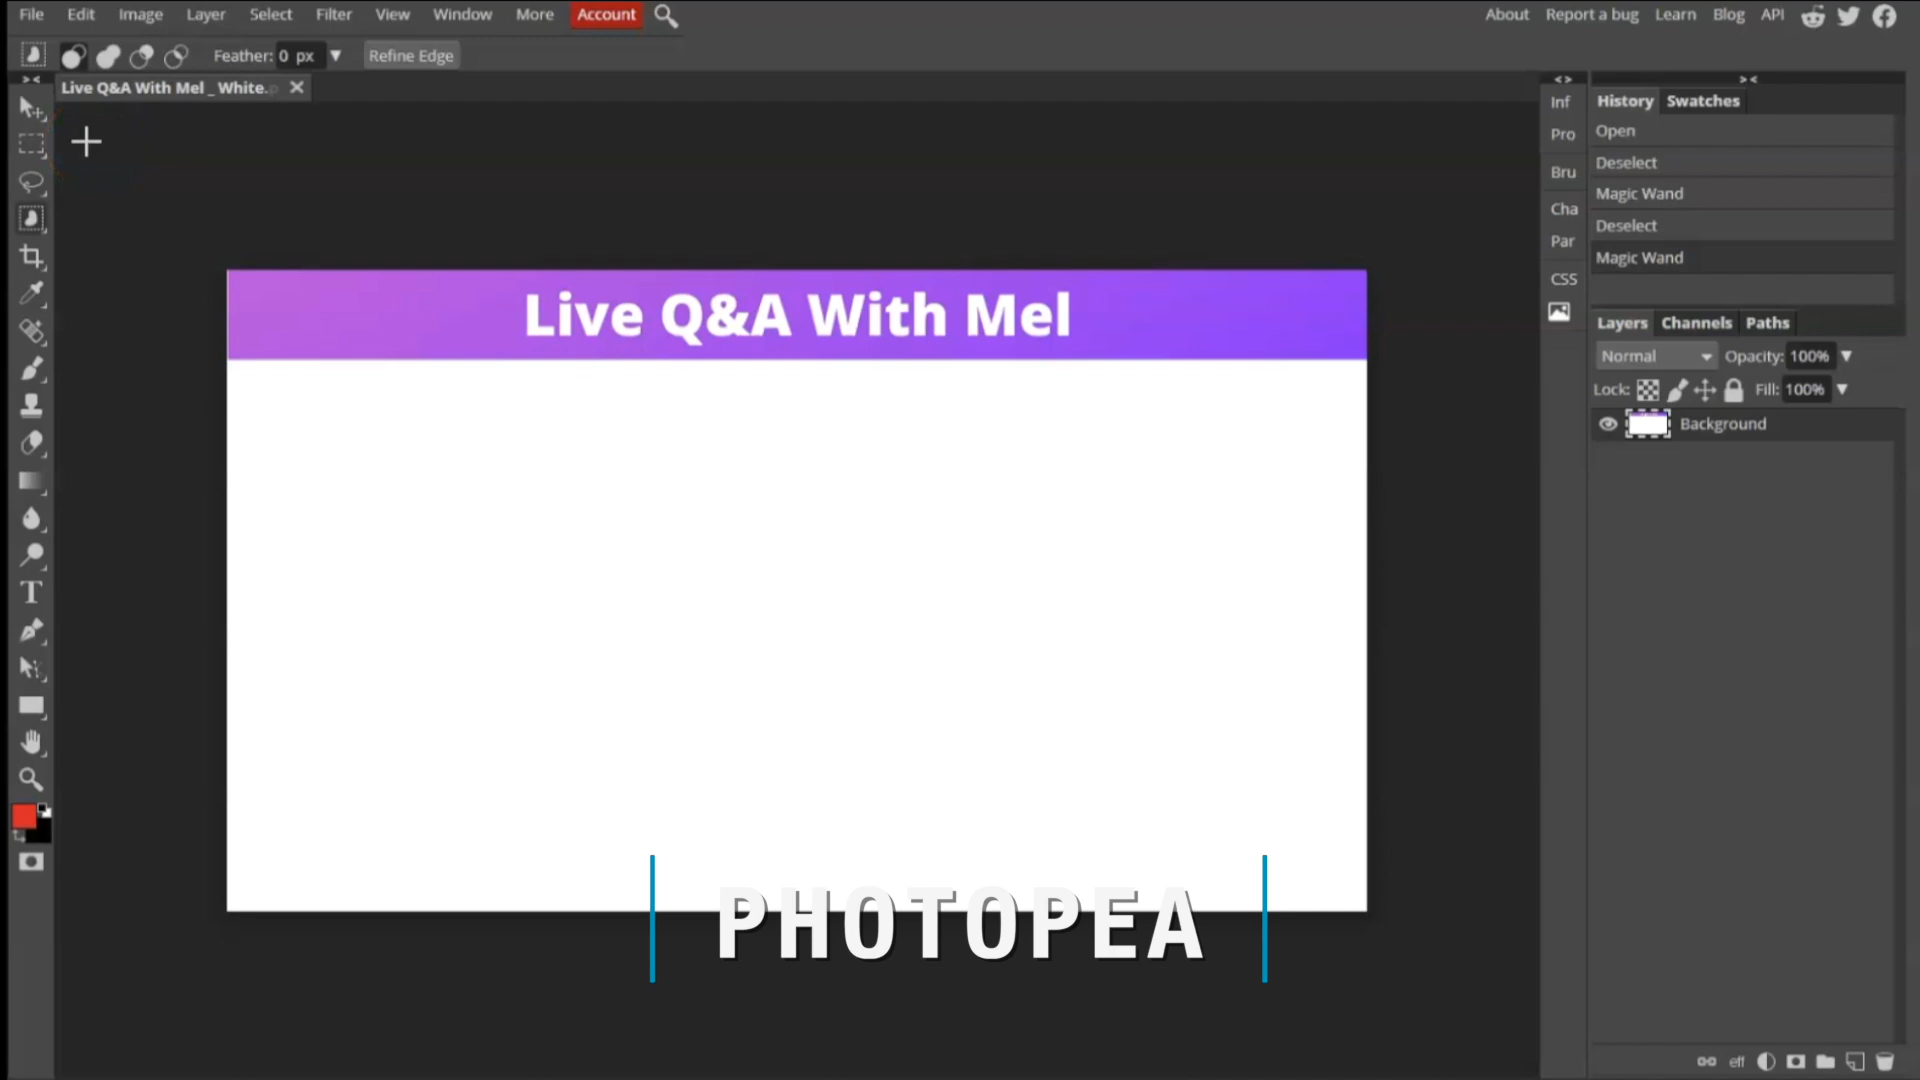 File Edit Image Layer Select Filter View Window More Account About Report a bug Learn Blog API
Feather: 0 px Refine Edge
Live Q&A With Mel _ White.p
Inf
Pro
Bru
Cha
Par
CSS
History Swatches
Open
Deselect
Magic Wand
Deselect
Magic Wand
Layers Channels Paths
Normal Opacity: 100%
Lock: Fill: 100%
Background
eff
Live Q&A With Mel
PHOTOPEA